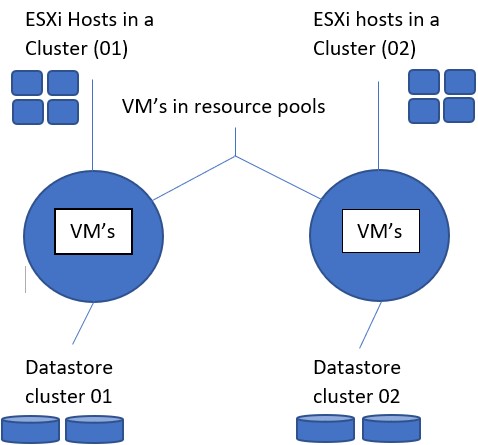 ESXi Hosts in a
Cluster (01)
ESXi hosts in a
Cluster (02)
VM's in resource pools
VM's
VM's
Datastore
cluster 01
Datastore
cluster 02